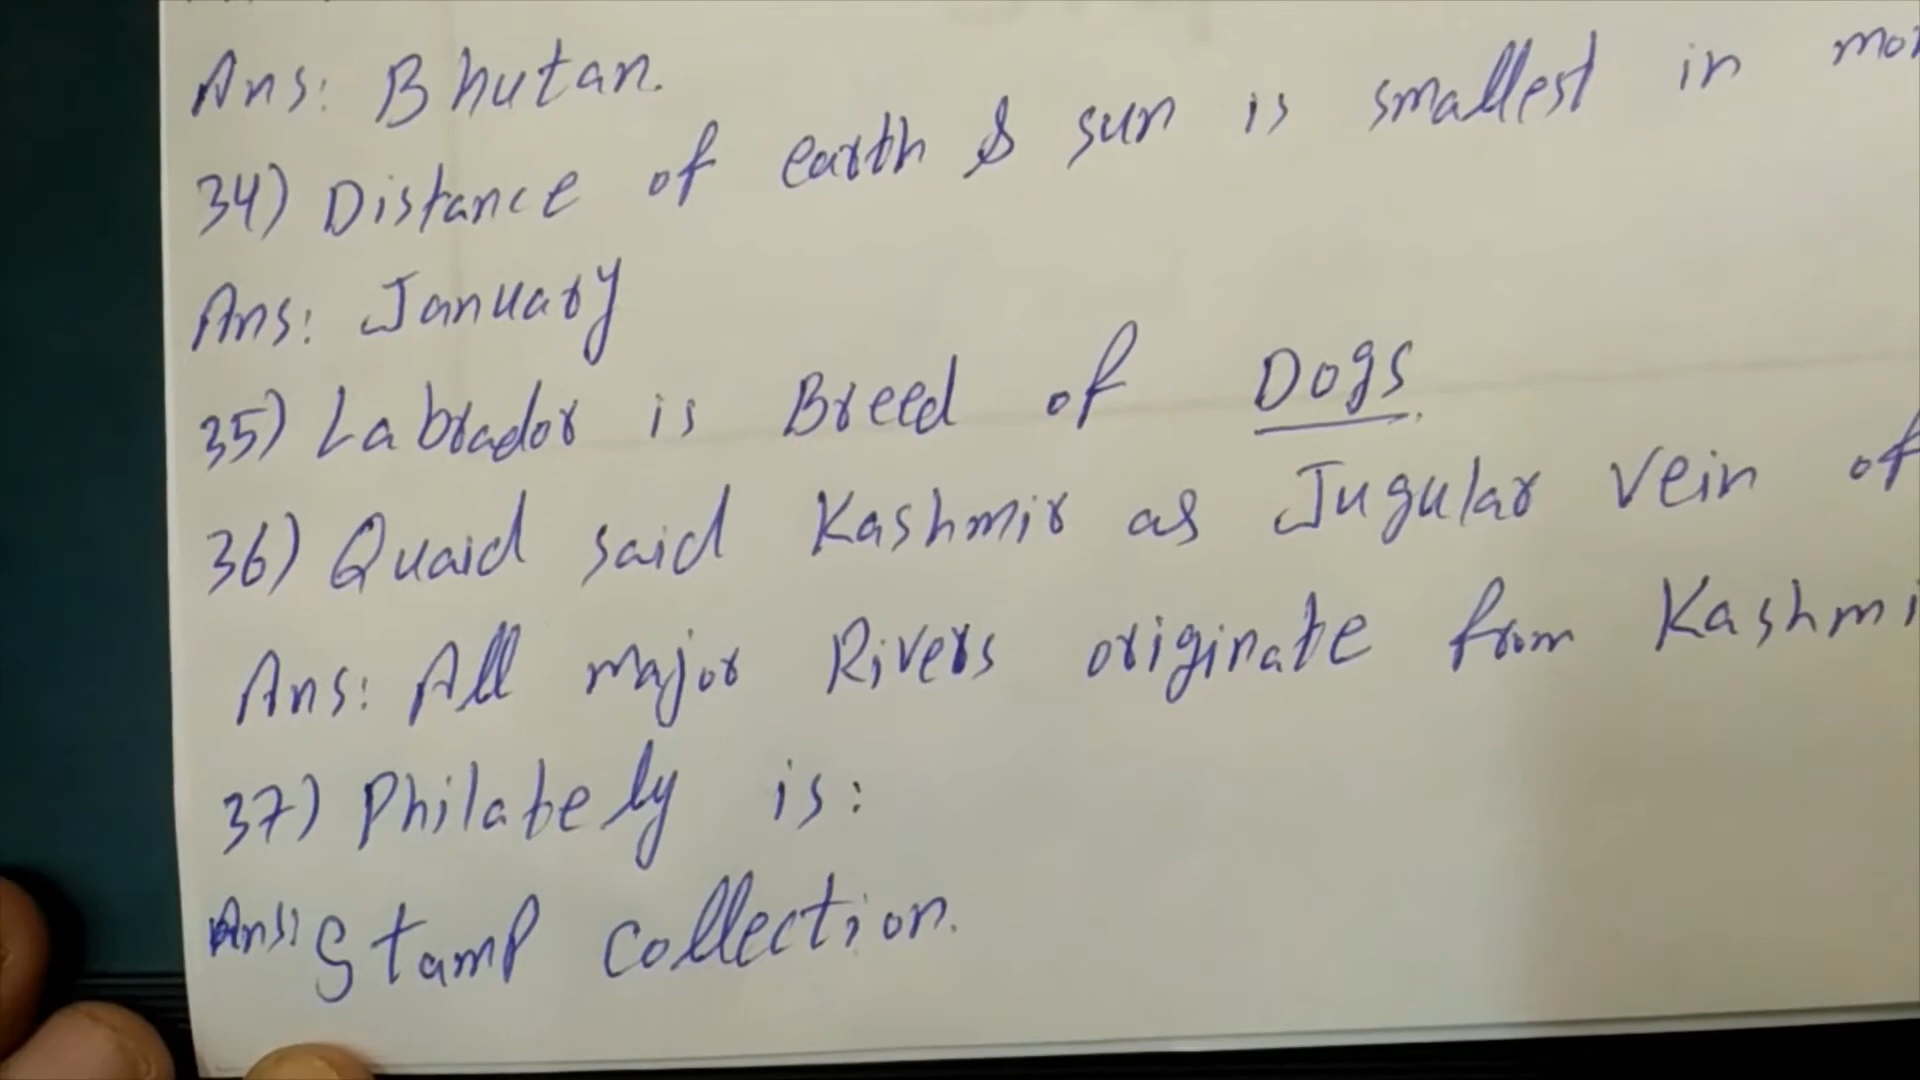 Ans: Bhutan.
34) Distance of earth & sun is smallest in
Ans: January
35) Labrador is Breed of Dogs.
36) Quaid said Kashmir as Jugular vein of
Ans: All major Rivers originate from Kashmi
37) Philately is:
Ans: Stamp collection.